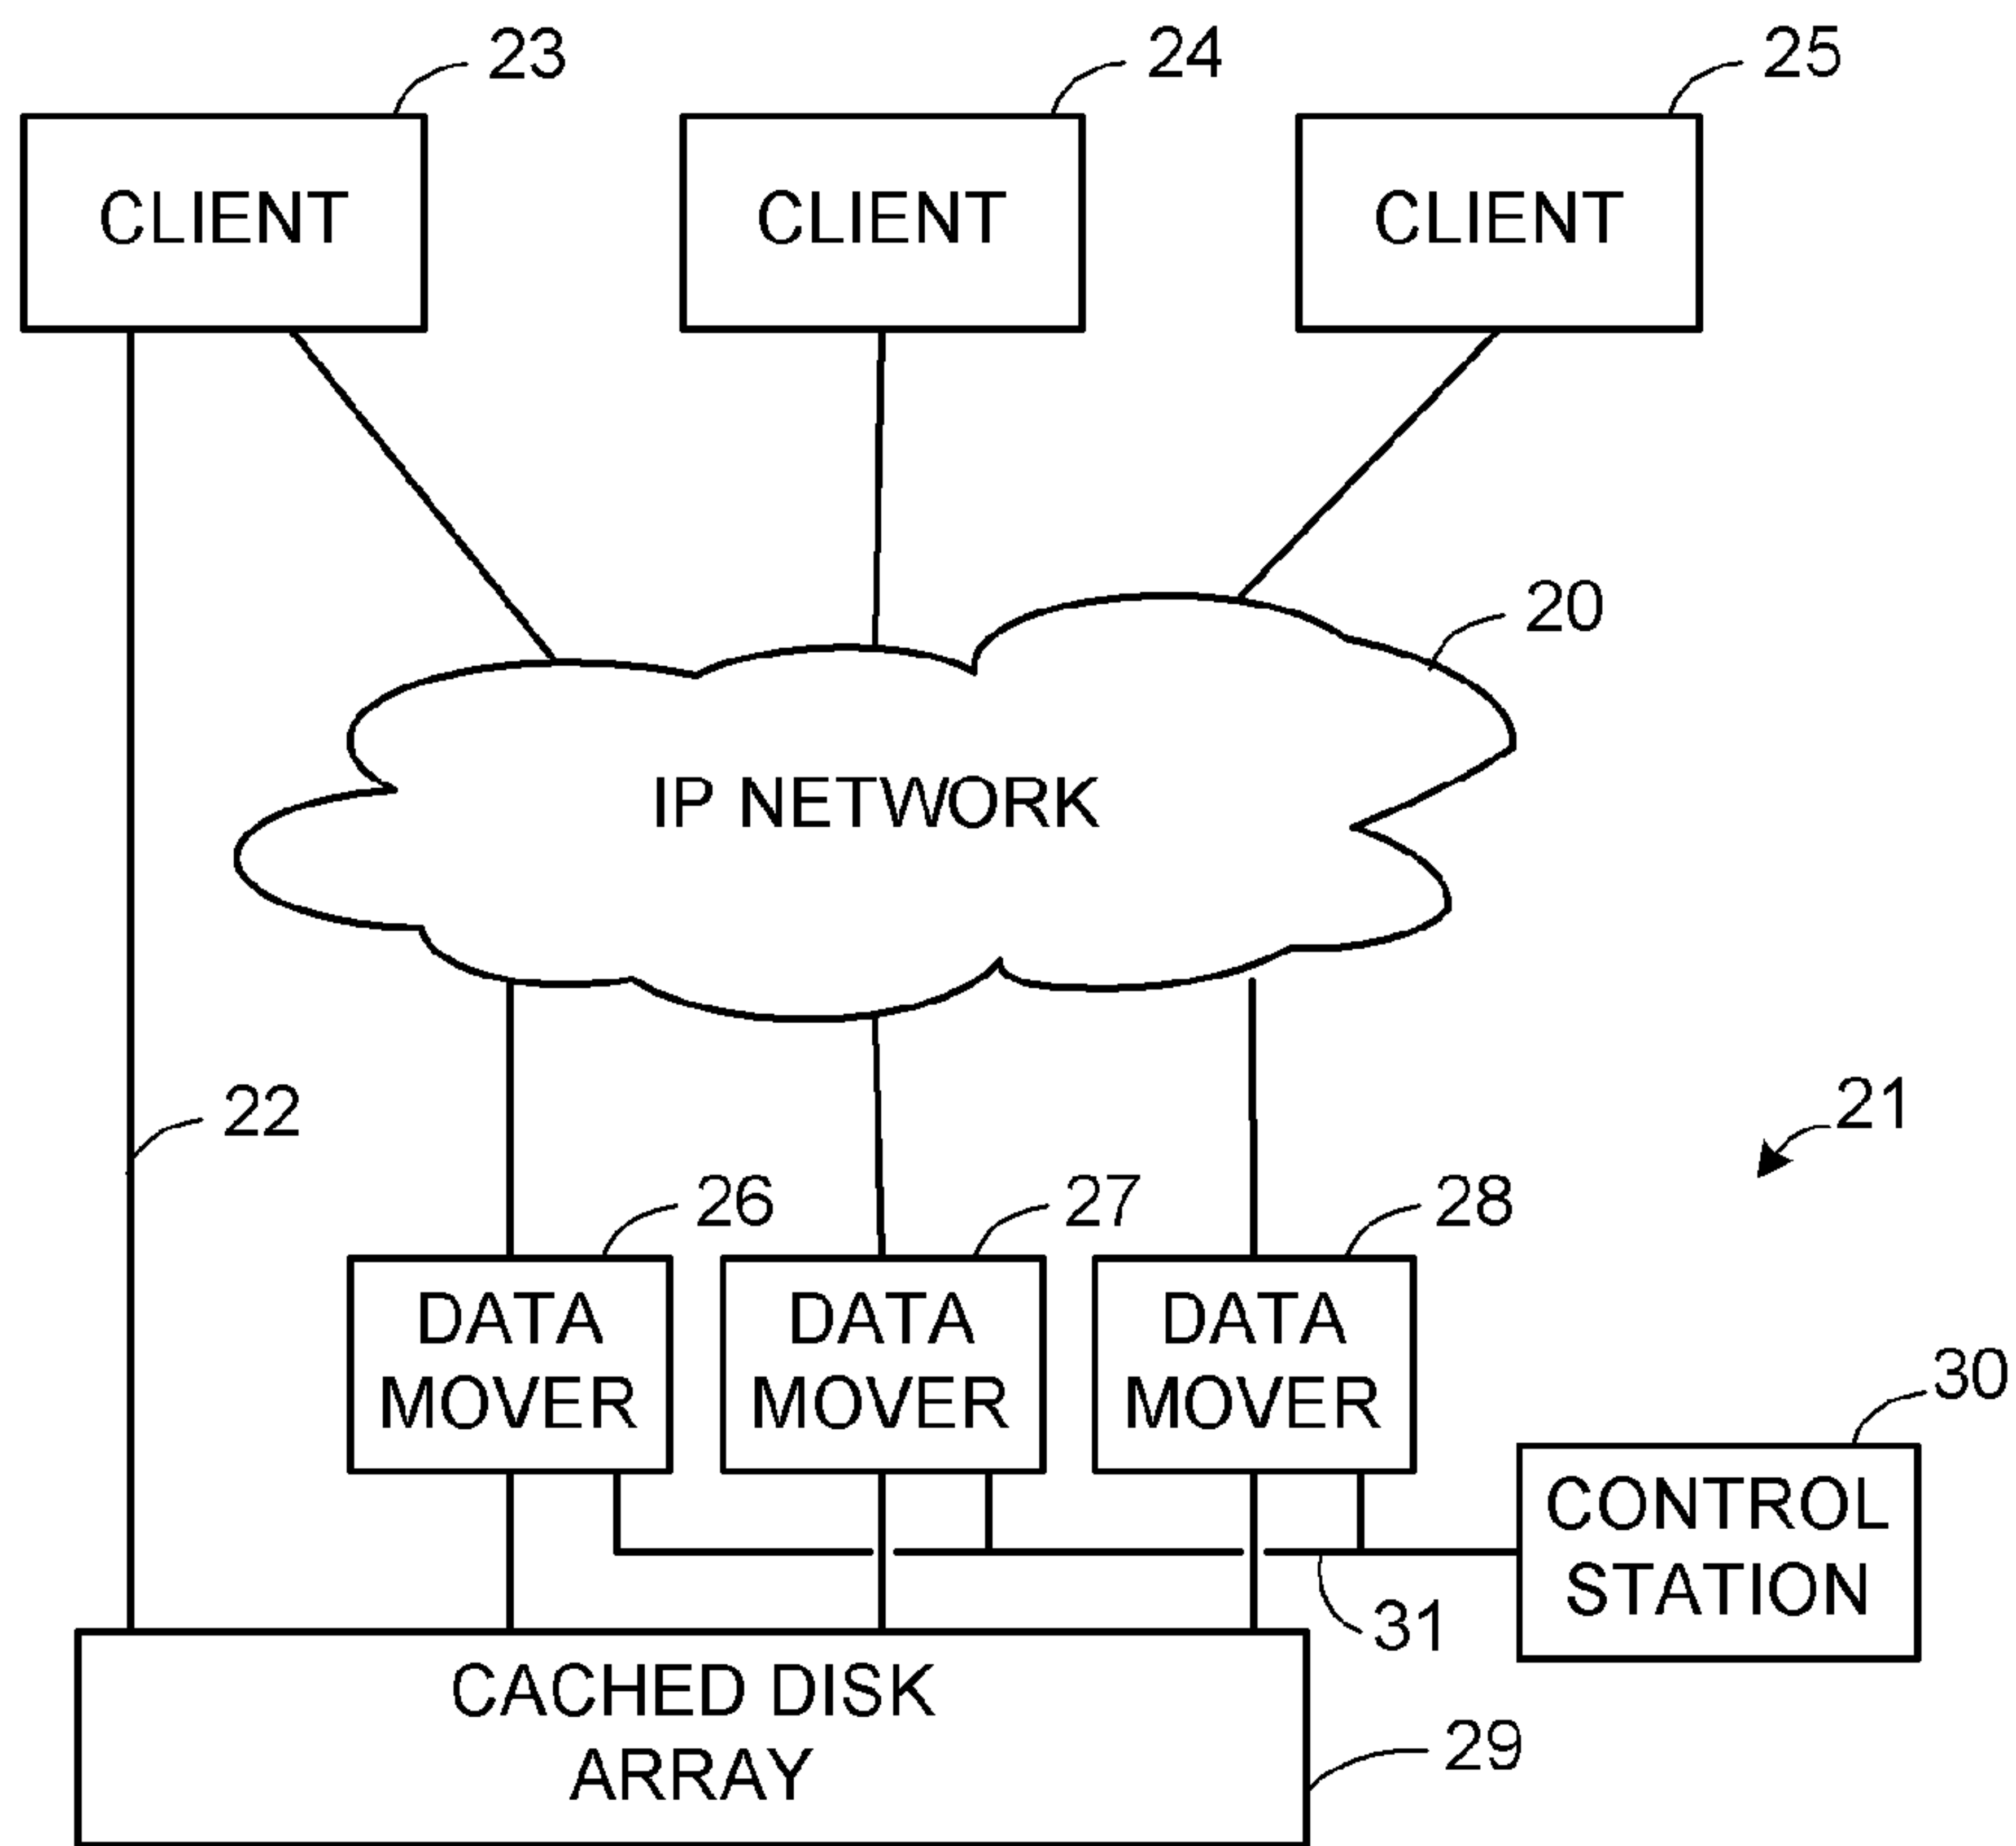 23
24
25
CLIENT
CLIENT
CLIENT
20
IP NETWORK
22
21
26
27
28
DATA
MOVER
DATA
MOVER
DATA
MOVER
30
CONTROL
STATION
31
CACHED DISK
ARRAY
29